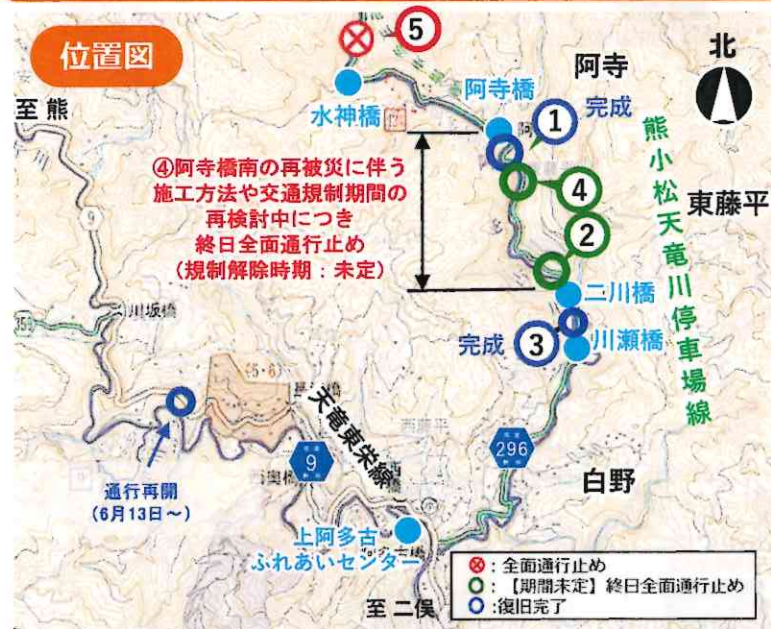 位置図
⑤
北
阿寺
阿寺橋
水神橋
至 熊
① 完成
④阿寺橋南の再被災に伴う
施工方法や交通規制期間の
再検討中につき
終日全面通行止め
(規制解除時期:未定)
④
②
熊小松天竜川停車場線
東藤平
9
二川橋
完成 ③
川瀬橋
川坂橋
(5・6)
天竜東栄線
西藤平
9
296
白野
通行再開
(6月13日~)
上阿多古
ふれあいセンター
至 二俣
:全面通行止め
:【期間未定】終日全面通行止め
:復旧完了